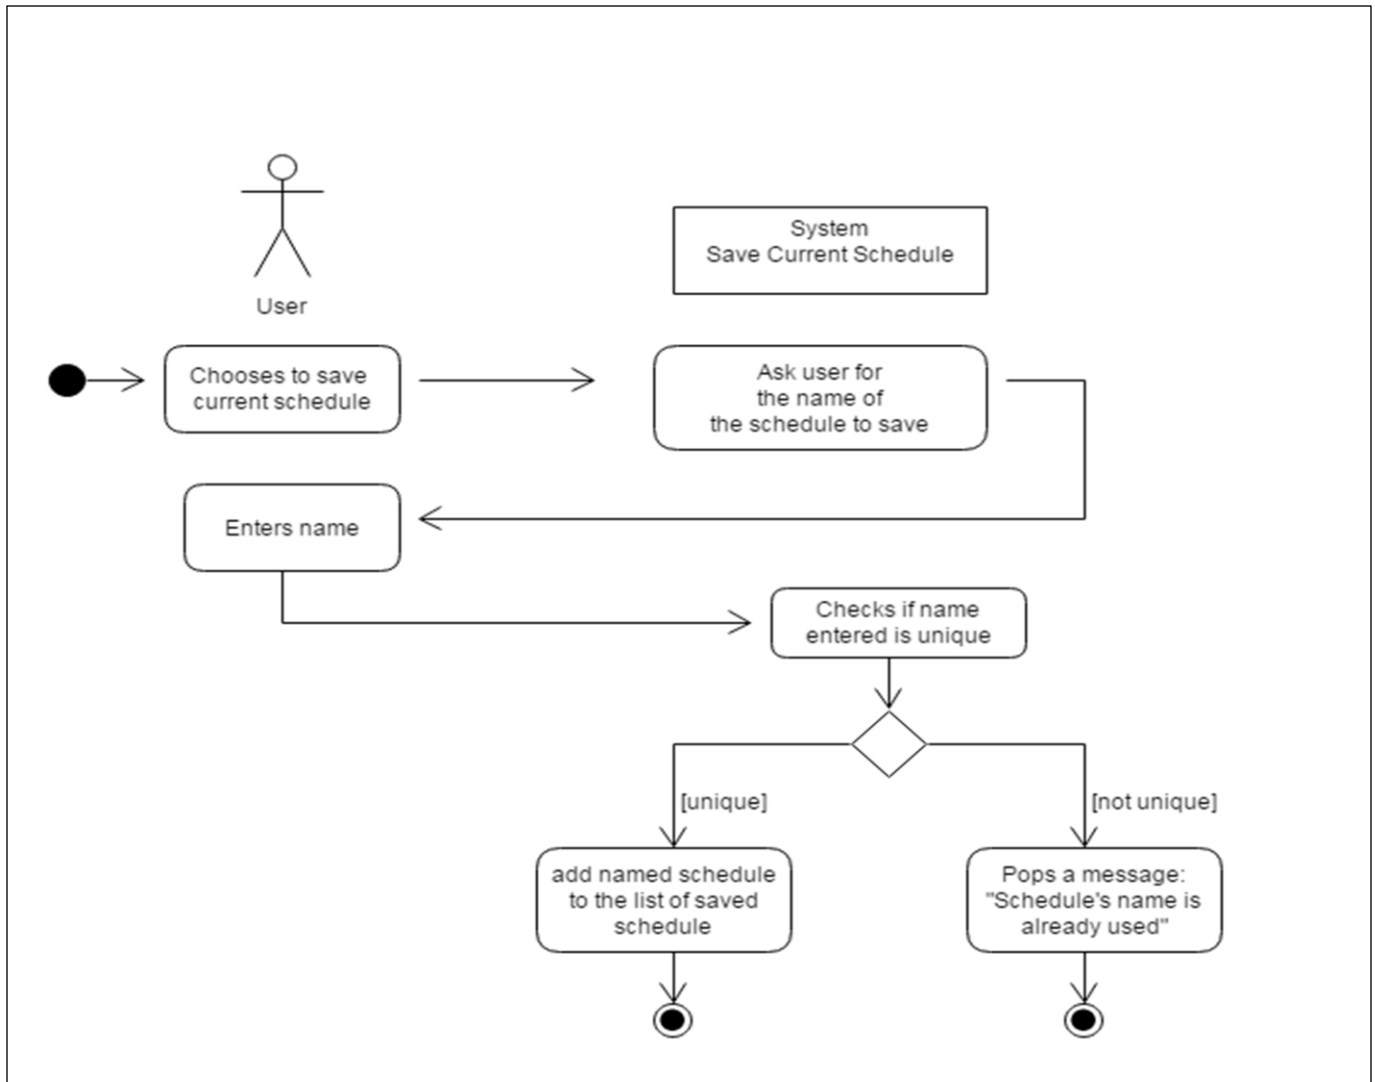 User
System
Save Current Schedule
Chooses to save
current schedule
Ask user for
the name of
the schedule to save
Enters name
Checks if name
entered is unique
[unique]
[not unique]
add named schedule
to the list of saved
schedule
Pops a message:
"Schedule's name is
already used"